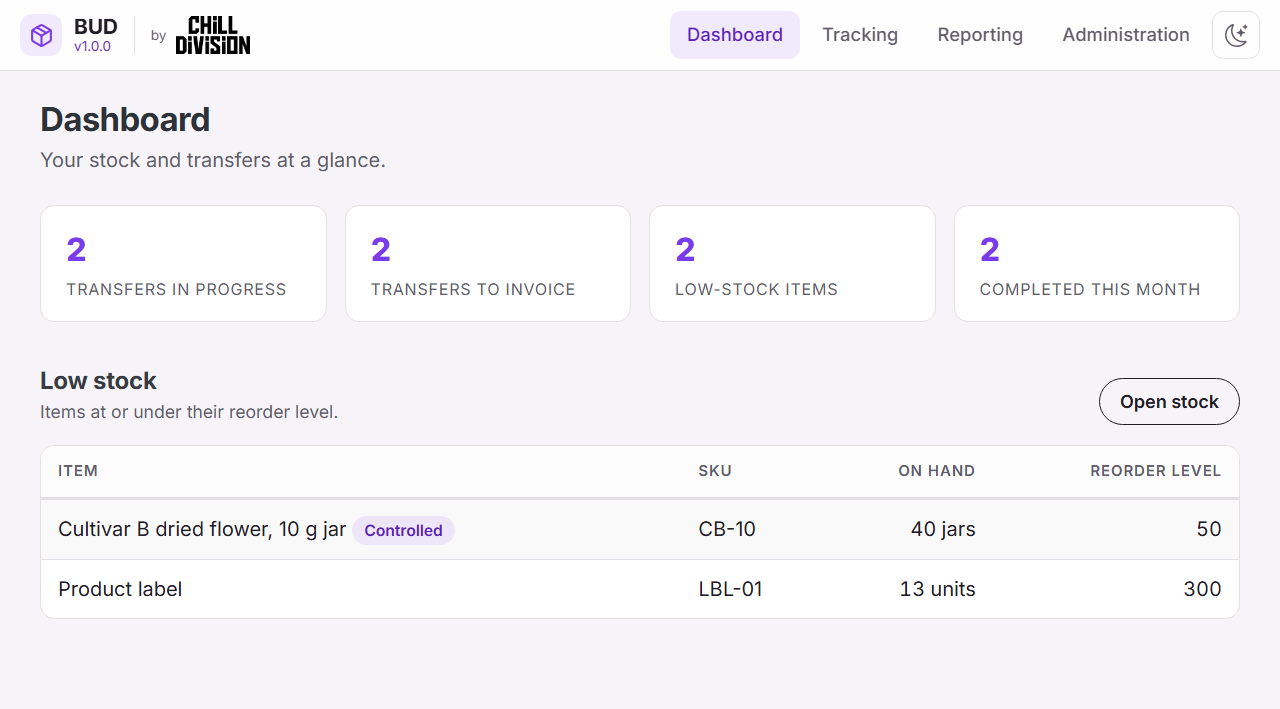 BUD
v1.0.0
by
CHiLL
DiViSiON
Dashboard
Tracking
Reporting
Administration
Dashboard
Your stock and transfers at a glance.
2
TRANSFERS IN PROGRESS
2
TRANSFERS TO INVOICE
2
LOW-STOCK ITEMS
2
COMPLETED THIS MONTH
Low stock
Items at or under their reorder level.
Open stock
ITEM SKU ON HAND REORDER LEVEL
Cultivar B dried flower, 10 g jar Controlled CB-10 40 jars 50
Product label LBL-01 13 units 300